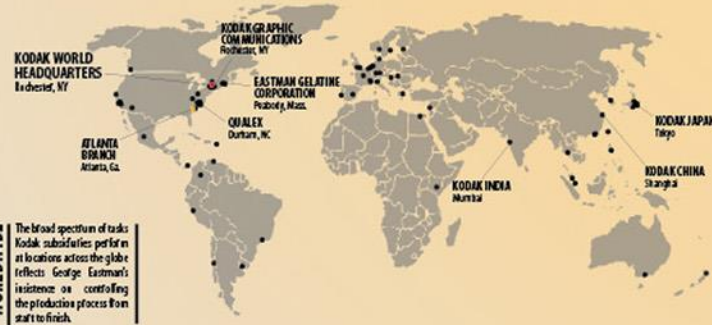 KODAK GRAPHIC
COMMUNICATIONS
Rochester, NY
KODAK WORLD
HEADQUARTERS
Rochester, NY
EASTMAN GELATINE
CORPORATION
Peabody, Mass.
QUALEX
Durham, NC
ATLANTA
BRANCH
Atlanta, Ga.
KODAK INDIA
Mumbai
KODAK JAPAN
Tokyo
KODAK CHINA
Shanghai
The broad spectrum of tasks
Kodak subsidiaries perform
at locations across the globe
reflects George Eastman's
insistence on controlling
the production process from
start to finish.